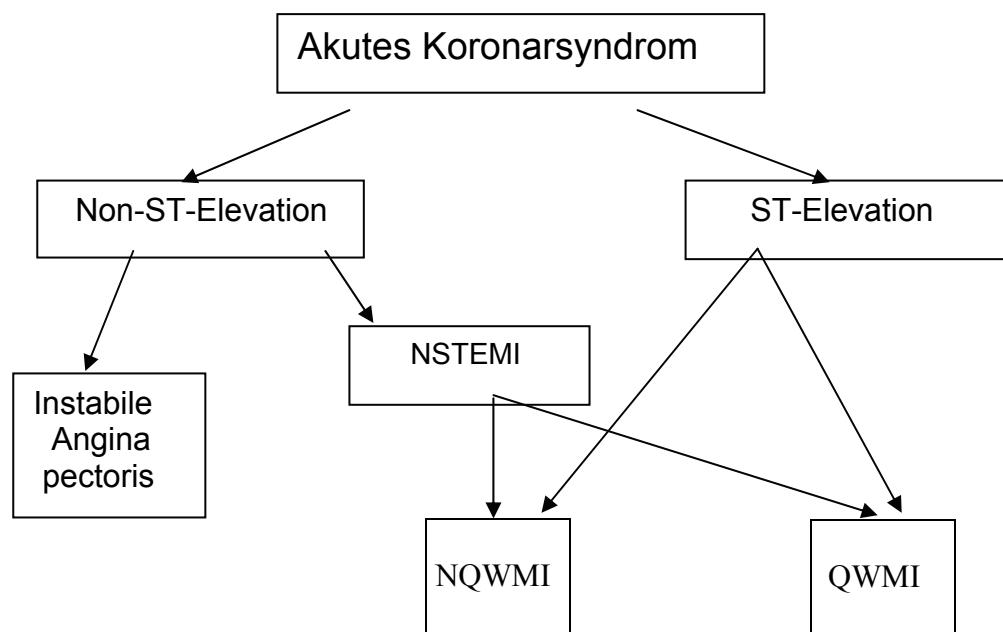 Akutes Koronarsyndrom
Non-ST-Elevation
ST-Elevation
NSTEMI
Instabile
Angina
pectoris
NQWMI
QWMI